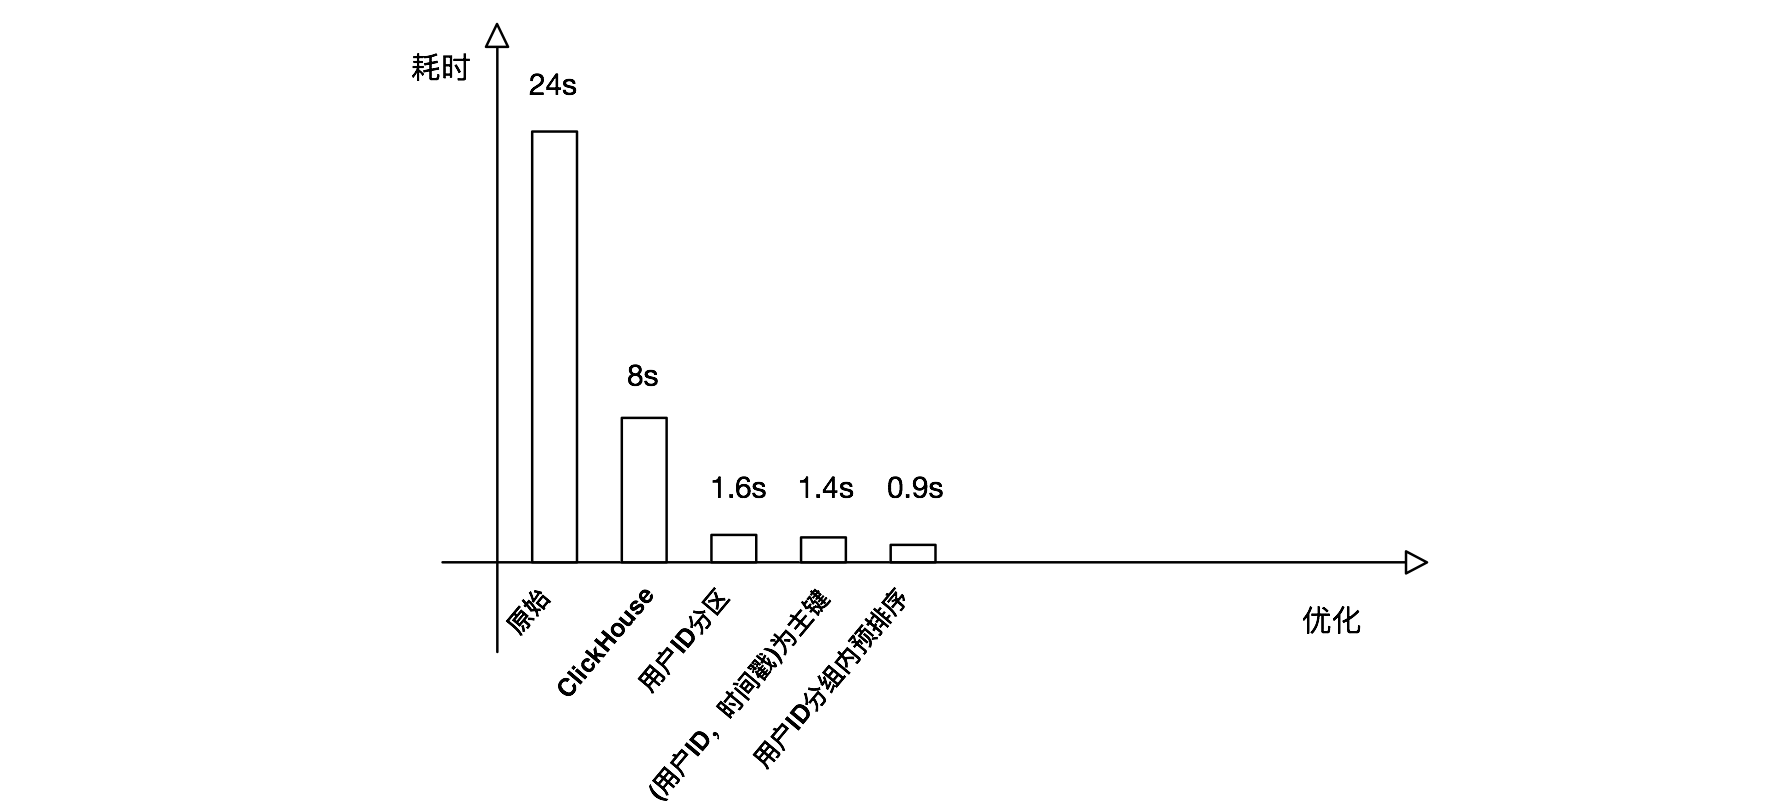 耗时
24s
8s
1.6s
1.4s
0.9s
原始
ClickHouse
用户ID分区
(用户ID，时间戳)为主键
用户ID分组内预排序
优化